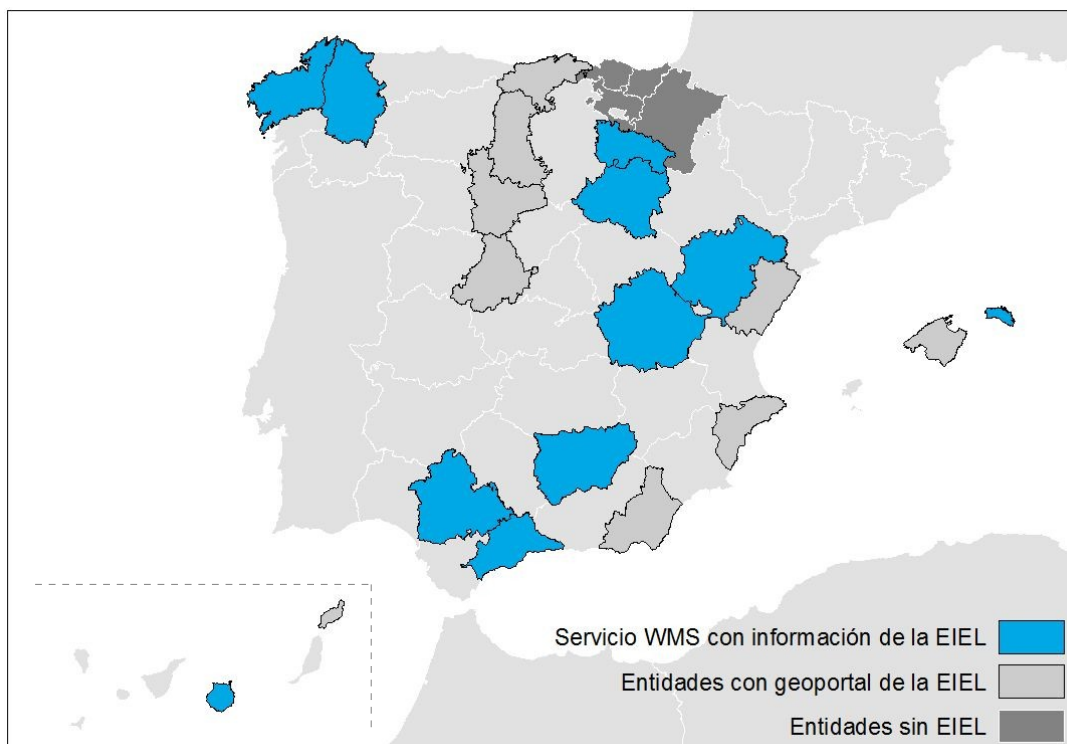 Servicio WMS con información de la EIEL
Entidades con geoportal de la EIEL
Entidades sin EIEL